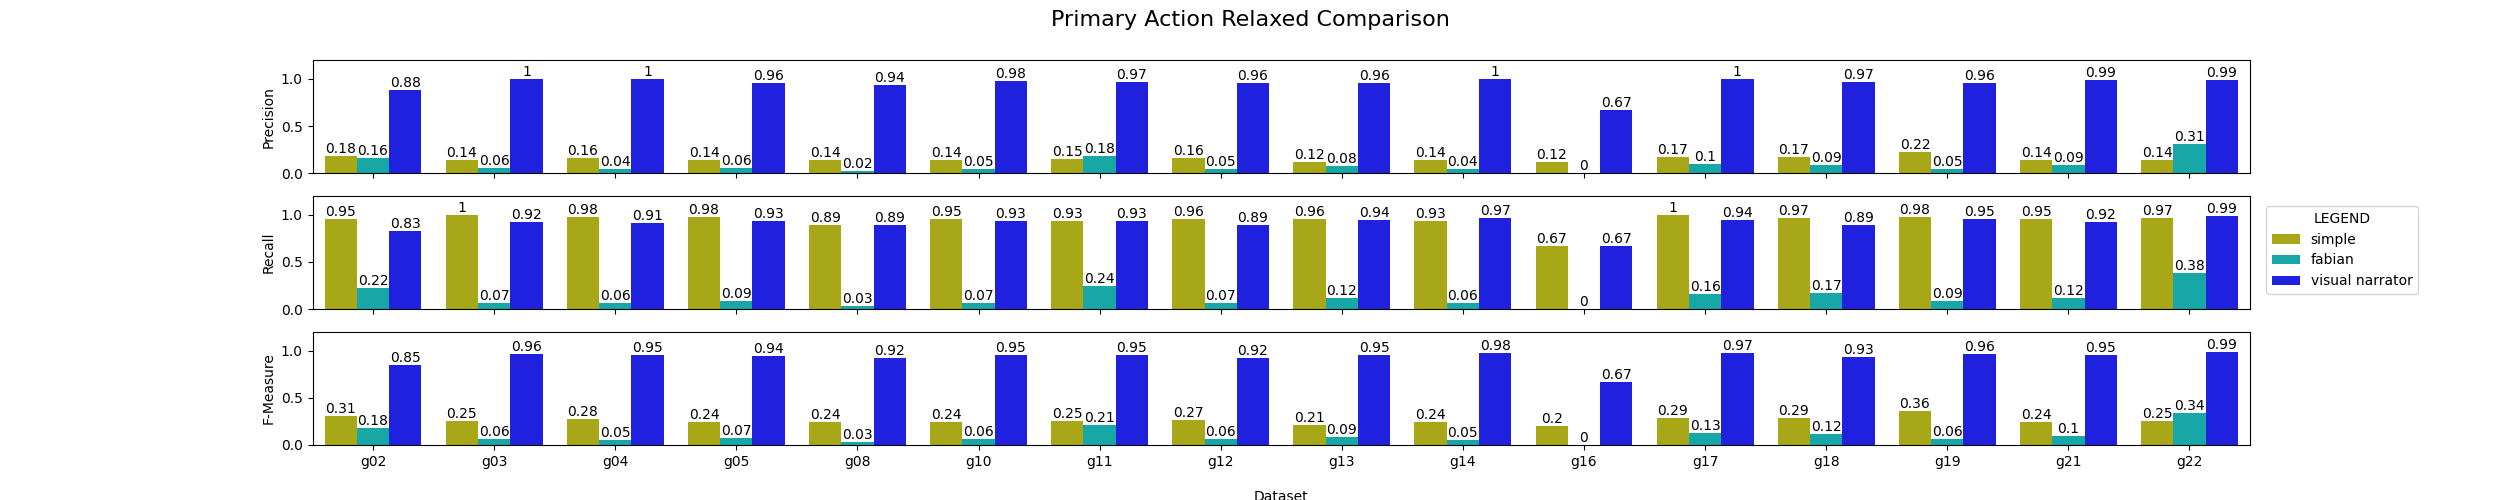 Primary Action Relaxed Comparison
Precision
1.0
0.5
0.0
0.18 0.16 0.88 0.14 0.06 1 0.16 0.04 1 0.14 0.06 0.96 0.14 0.02 0.94 0.14 0.05 0.98 0.15 0.18 0.97 0.16 0.05 0.96 0.12 0.08 0.96 0.14 0.04 1 0.12 0 0.67 0.17 0.1 1 0.17 0.09 0.97 0.22 0.05 0.96 0.14 0.09 0.99 0.14 0.31 0.99
Recall
1.0
0.5
0.0
0.95 0.22 0.83 1 0.07 0.92 0.98 0.06 0.91 0.98 0.09 0.93 0.89 0.03 0.89 0.95 0.07 0.93 0.93 0.24 0.93 0.96 0.07 0.89 0.96 0.12 0.94 0.93 0.06 0.97 0.67 0 0.67 1 0.16 0.94 0.97 0.17 0.89 0.98 0.09 0.95 0.95 0.12 0.92 0.97 0.38 0.99
LEGEND
simple
fabian
visual narrator
F-Measure
1.0
0.5
0.0
0.31 0.18 0.85 0.25 0.06 0.96 0.28 0.05 0.95 0.24 0.07 0.94 0.24 0.03 0.92 0.24 0.06 0.95 0.25 0.21 0.95 0.27 0.06 0.92 0.21 0.09 0.95 0.24 0.05 0.98 0.2 0 0.67 0.29 0.13 0.97 0.29 0.12 0.93 0.36 0.06 0.96 0.24 0.1 0.95 0.25 0.34 0.99
g02 g03 g04 g05 g08 g10 g11 g12 g13 g14 g16 g17 g18 g19 g21 g22
Dataset